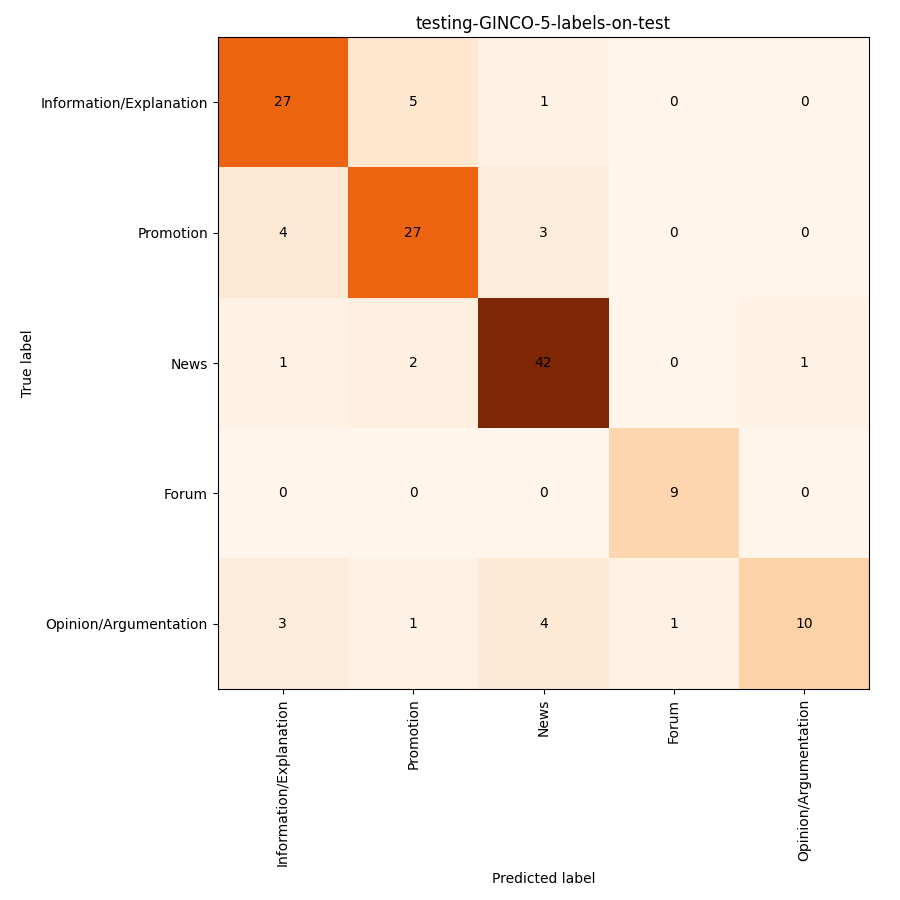 testing-GINCO-5-labels-on-test
Information/Explanation 27 5 1 0 0
Promotion 4 27 3 0 0
News 1 2 42 0 1
Forum 0 0 0 9 0
Opinion/Argumentation 3 1 4 1 10
True label
Information/Explanation
Promotion
News
Forum
Opinion/Argumentation
Predicted label